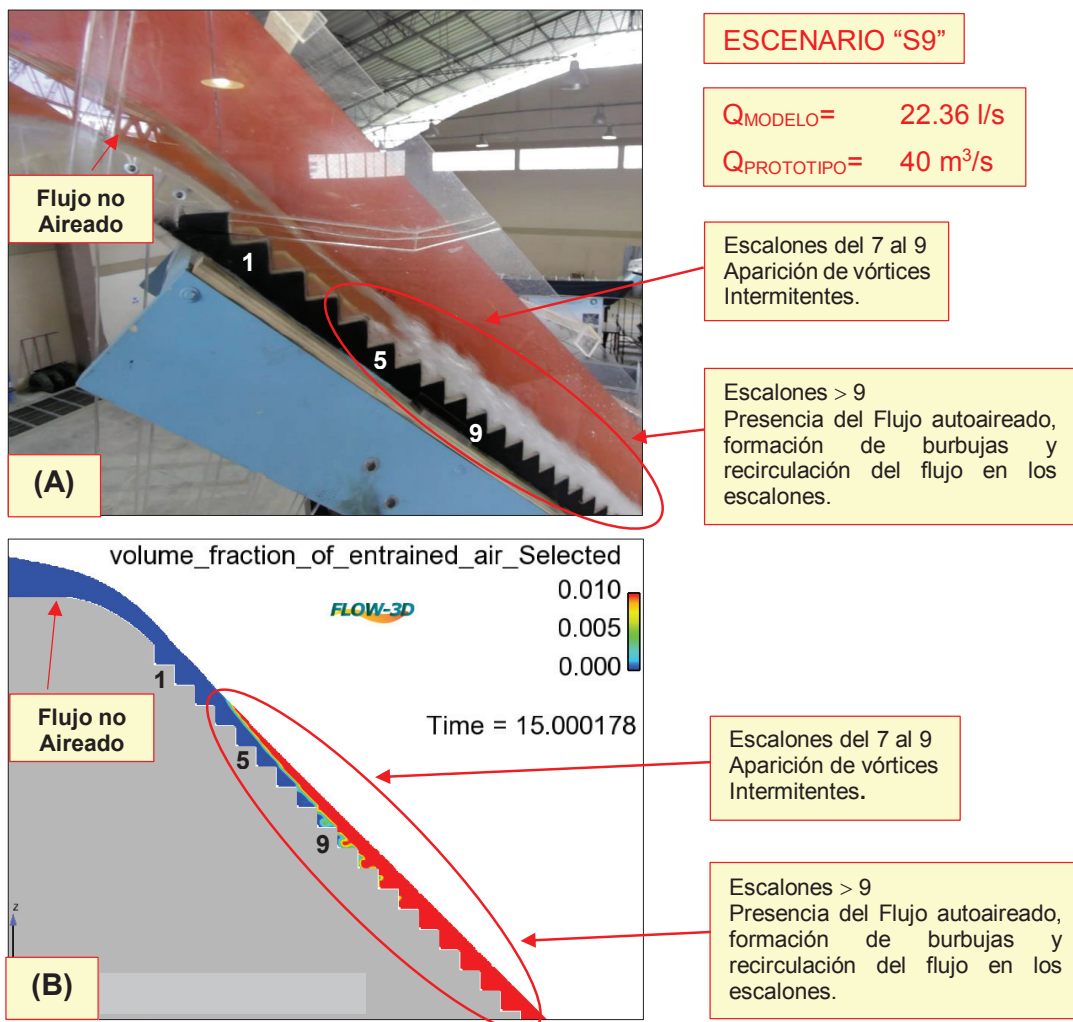 ESCENARIO “S9”
QMODELO= 22.36 l/s
QPROTOTIPO= 40 m³/s
Flujo no
Aireado
1
5
9
(A)
Escalones del 7 al 9
Aparición de vórtices
Intermitentes.
Escalones > 9
Presencia del Flujo autoaireado,
formación de burbujas y
recirculación del flujo en los
escalones.
volume_fraction_of_entrained_air_Selected
FLOW-3D
0.010
0.005
0.000
Time = 15.000178
Flujo no
Aireado
1
5
9
z
(B)
Escalones del 7 al 9
Aparición de vórtices
Intermitentes.
Escalones > 9
Presencia del Flujo autoaireado,
formación de burbujas y
recirculación del flujo en los
escalones.